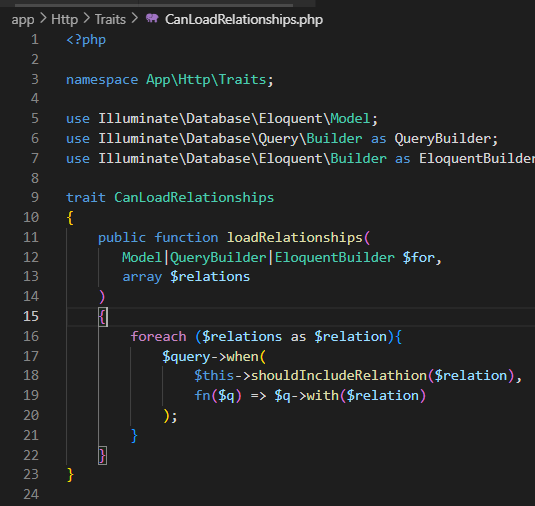 app > Http > Traits > CanLoadRelationships.php
1 <?php
2
3 namespace App\Http\Traits;
4
5 use Illuminate\Database\Eloquent\Model;
6 use Illuminate\Database\Query\Builder as QueryBuilder;
7 use Illuminate\Database\Eloquent\Builder as EloquentBuilder
8
9 trait CanLoadRelationships
10 {
11     public function loadRelationships(
12        Model|QueryBuilder|EloquentBuilder $for,
13        array $relations
14     )
15     {
16         foreach ($relations as $relation){
17             $query->when(
18                 $this->shouldIncludeRelathion($relation),
19                 fn($q) => $q->with($relation)
20             );
21         }
22     }
23 }
24